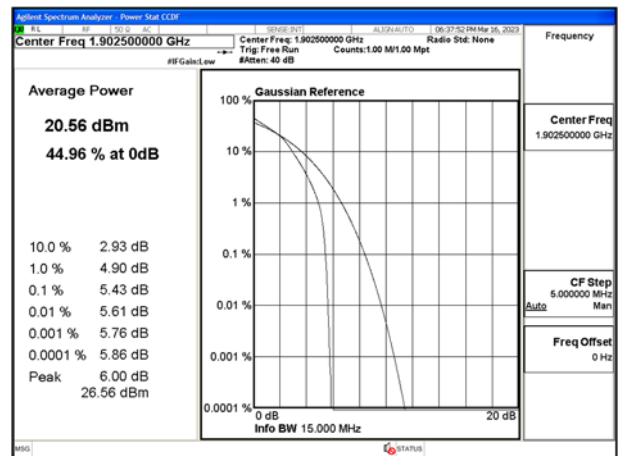 Agilent Spectrum Analyzer - Power Stat CCDF
RL RF 50 Ω AC SENSE:INT ALIGN AUTO 06:37:52 PM Mar 16, 2023
Center Freq 1.902500000 GHz
Center Freq: 1.902500000 GHz Radio Std: None
Trig: Free Run Counts:1.00 M/1.00 Mpt
#IFGain:Low #Atten: 40 dB
Frequency
Average Power
20.56 dBm
44.96 % at 0dB
10.0 % 2.93 dB
1.0 % 4.90 dB
0.1 % 5.43 dB
0.01 % 5.61 dB
0.001 % 5.76 dB
0.0001 % 5.86 dB
Peak 6.00 dB
26.56 dBm
Gaussian Reference
100 %
10 %
1 %
0.1 %
0.01 %
0.001 %
0.0001 %
0 dB 20 dB
Info BW 15.000 MHz
Center Freq
1.902500000 GHz
CF Step
5.000000 MHz
Auto Man
Freq Offset
0 Hz
MSG STATUS